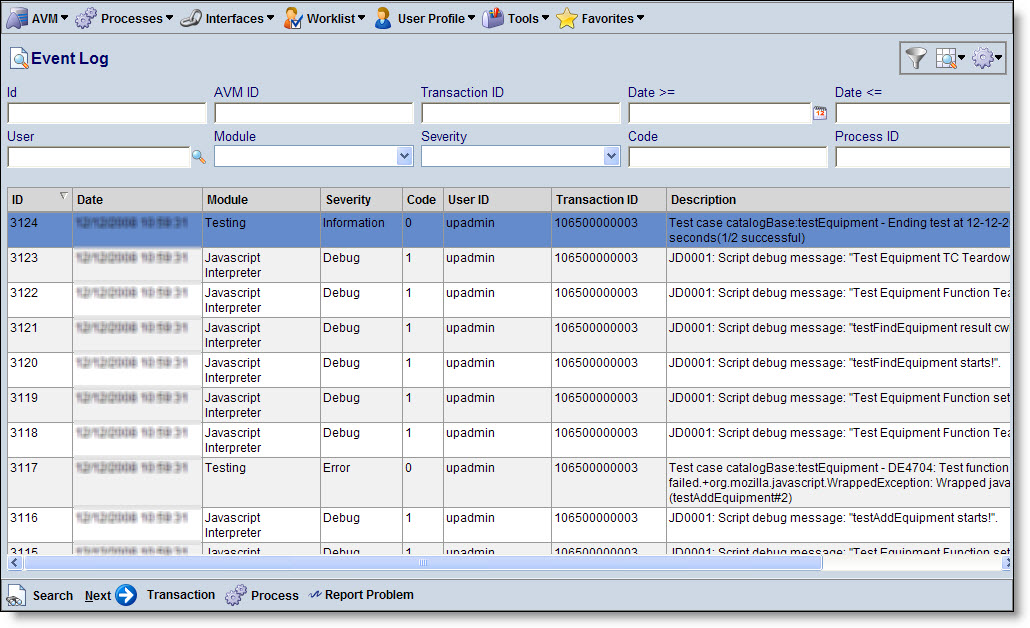 AVM Processes Interfaces Worklist User Profile Tools Favorites
Event Log
Id AVM ID Transaction ID Date >= Date <=
12
User Module Severity Code Process ID
ID Date Module Severity Code User ID Transaction ID Description
3124 Testing Information 0 upadmin 106500000003 Test case catalogBase:testEquipment - Ending test at 12-12-2
seconds(1/2 successful)
3123 Javascript Debug 1 upadmin 106500000003 JD0001: Script debug message: "Test Equipment TC Teardow
Interpreter
3122 Javascript Debug 1 upadmin 106500000003 JD0001: Script debug message: "Test Equipment Function Tea
Interpreter
3121 Javascript Debug 1 upadmin 106500000003 JD0001: Script debug message: "testFindEquipment result cw
Interpreter
3120 Javascript Debug 1 upadmin 106500000003 JD0001: Script debug message: "testFindEquipment starts!".
Interpreter
3119 Javascript Debug 1 upadmin 106500000003 JD0001: Script debug message: "Test Equipment Function set
Interpreter
3118 Javascript Debug 1 upadmin 106500000003 JD0001: Script debug message: "Test Equipment Function Tea
Interpreter
3117 Testing Error 0 upadmin 106500000003 Test case catalogBase:testEquipment - DE4704: Test function
failed.+org.mozilla.javascript.WrappedException: Wrapped java
(testAddEquipment#2)
3116 Javascript Debug 1 upadmin 106500000003 JD0001: Script debug message: "testAddEquipment starts!".
Interpreter
3115 Javascript Debug 1 upadmin 106500000003 JD0001: Script debug message: "Test Equipment Function set
Search Next Transaction Process Report Problem